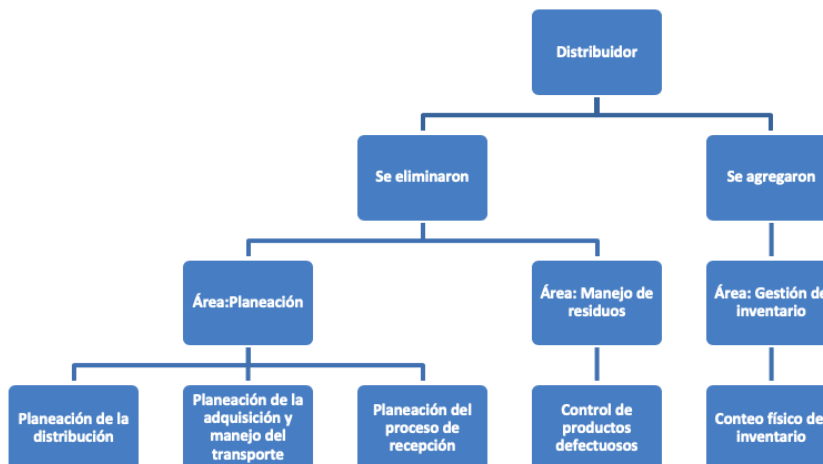 Distribuidor
Se eliminaron
Se agregaron
Área:Planeación
Área: Manejo de
residuos
Área: Gestión de
inventario
Planeación de la
distribución
Planeación de la
adquisición y
manejo del
transporte
Planeación del
proceso de
recepción
Control de
productos
defectuosos
Conteo físico de
inventario